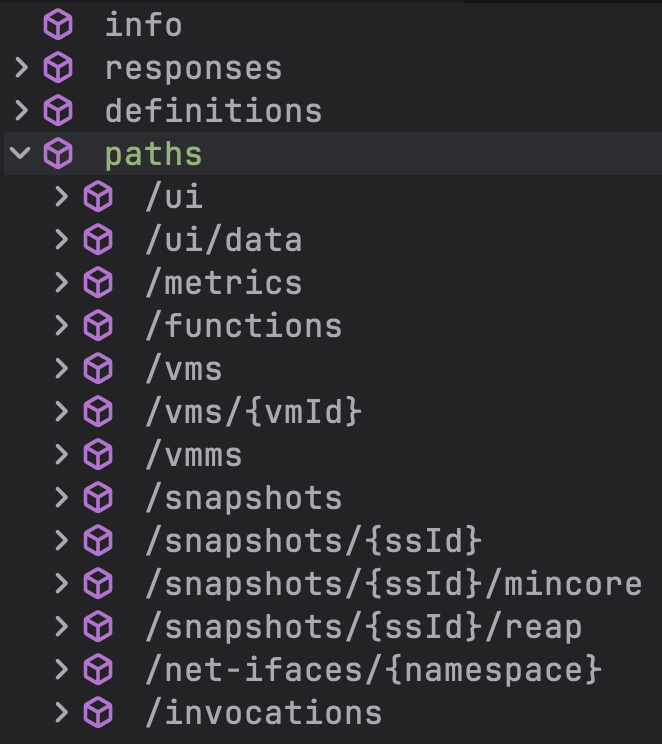 info
responses
definitions
paths
/ui
/ui/data
/metrics
/functions
/vms
/vms/{vmId}
/vmms
/snapshots
/snapshots/{ssId}
/snapshots/{ssId}/mincore
/snapshots/{ssId}/reap
/net-ifaces/{namespace}
/invocations